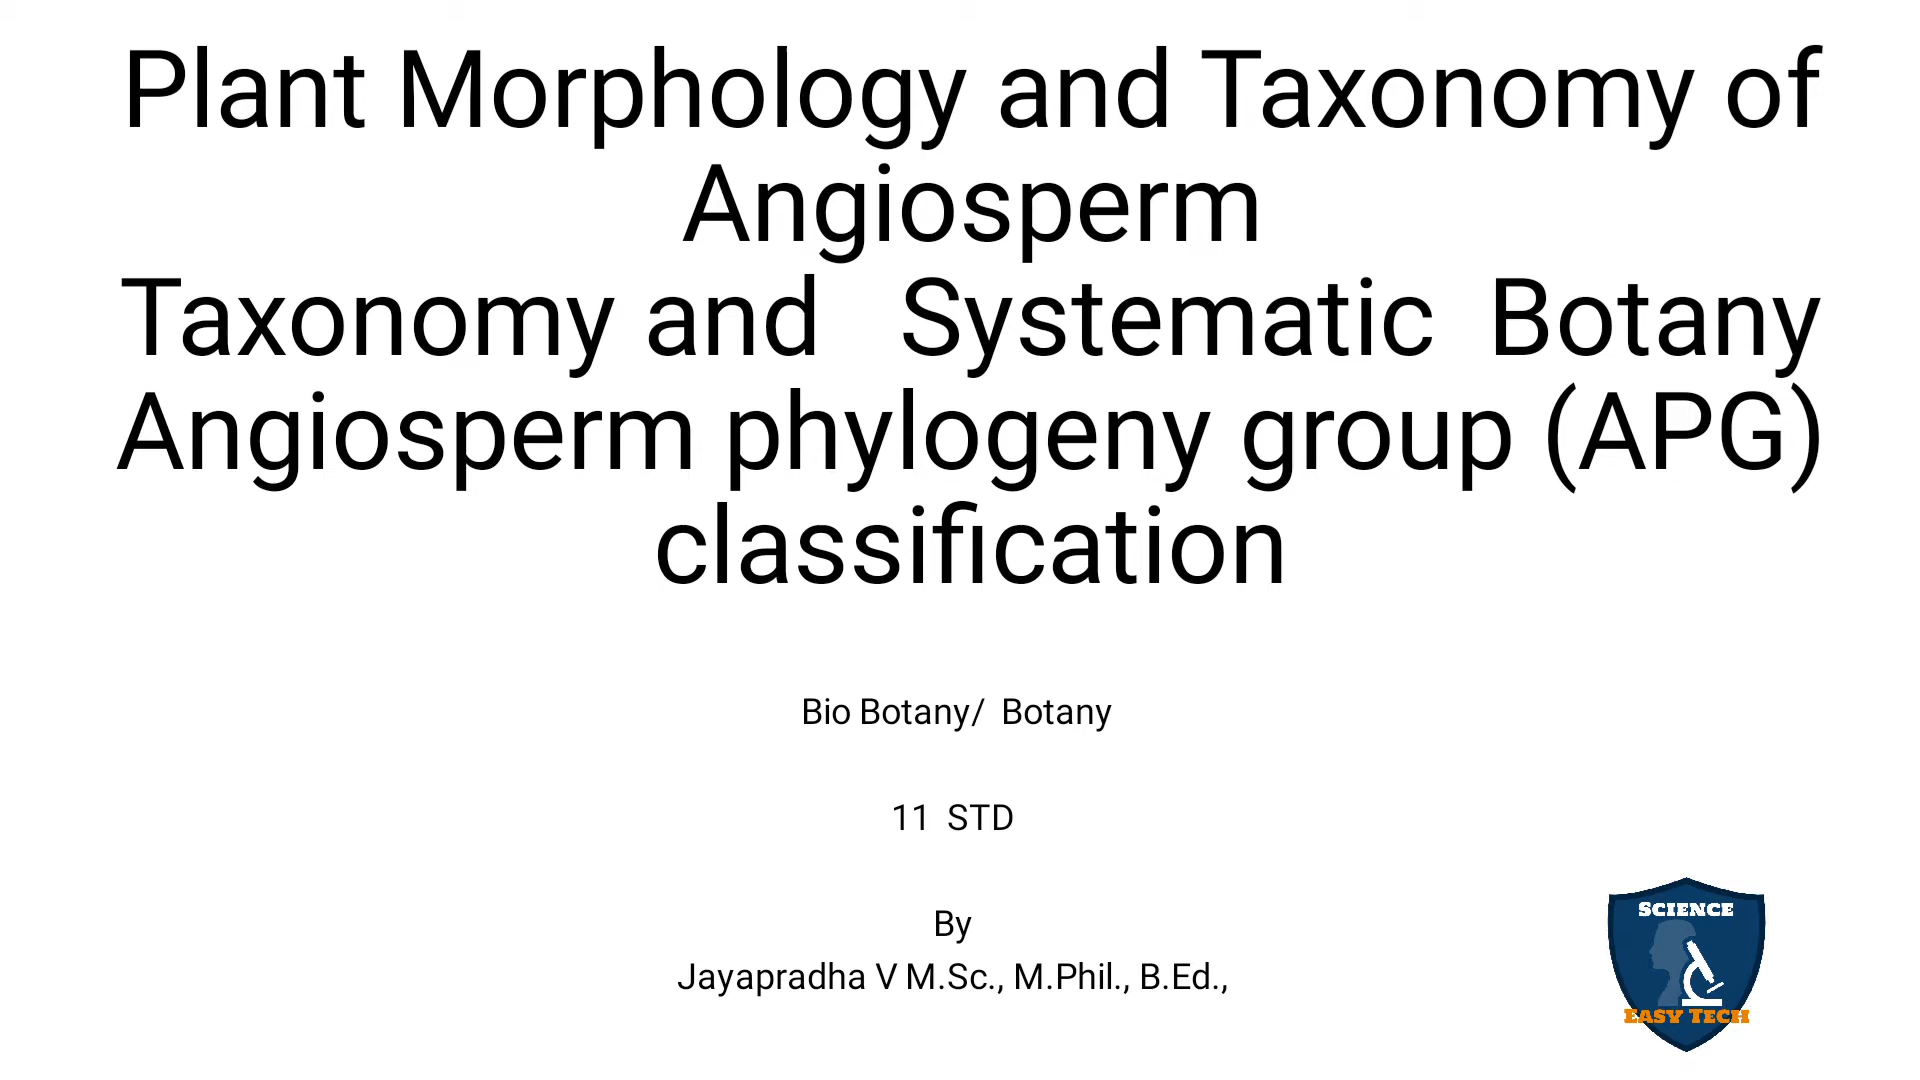 Plant Morphology and Taxonomy of
Angiosperm
Taxonomy and   Systematic  Botany
Angiosperm phylogeny group (APG)
classification
Bio Botany/  Botany
11  STD
By
Jayapradha V M.Sc., M.Phil., B.Ed.,
SCIENCE
EASY TECH